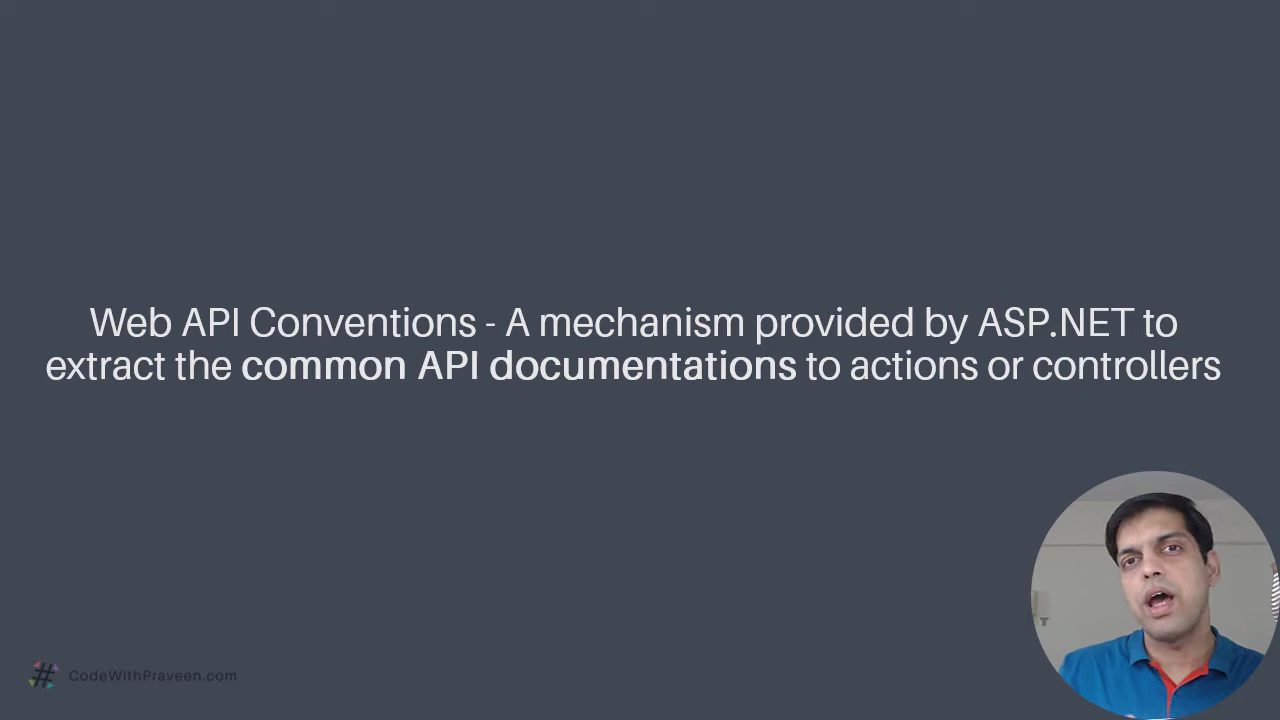 Web API Conventions - A mechanism provided by ASP.NET to
extract the common API documentations to actions or controllers
# CodeWithPraveen.com